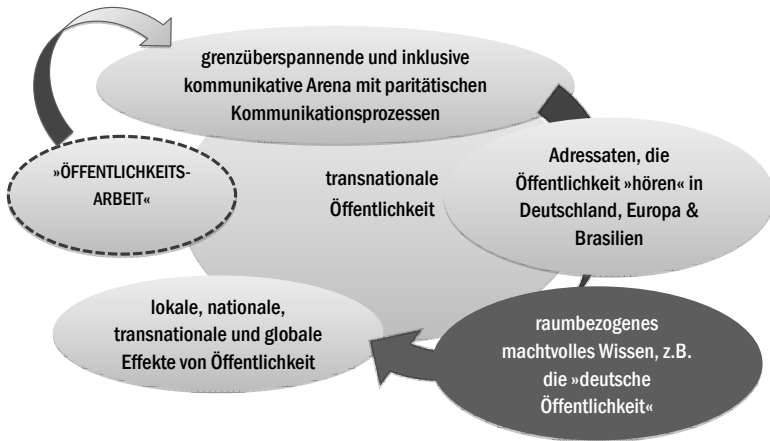 grenzüberspannende und inklusive
kommunikative Arena mit paritätischen
Kommunikationsprozessen
»ÖFFENTLICHKEITS-
ARBEIT«
transnationale
Öffentlichkeit
Adressaten, die
Öffentlichkeit »hören« in
Deutschland, Europa &
Brasilien
lokale, nationale,
transnationale und globale
Effekte von Öffentlichkeit
raumbezogenes
machtvolles Wissen, z.B.
die »deutsche
Öffentlichkeit«